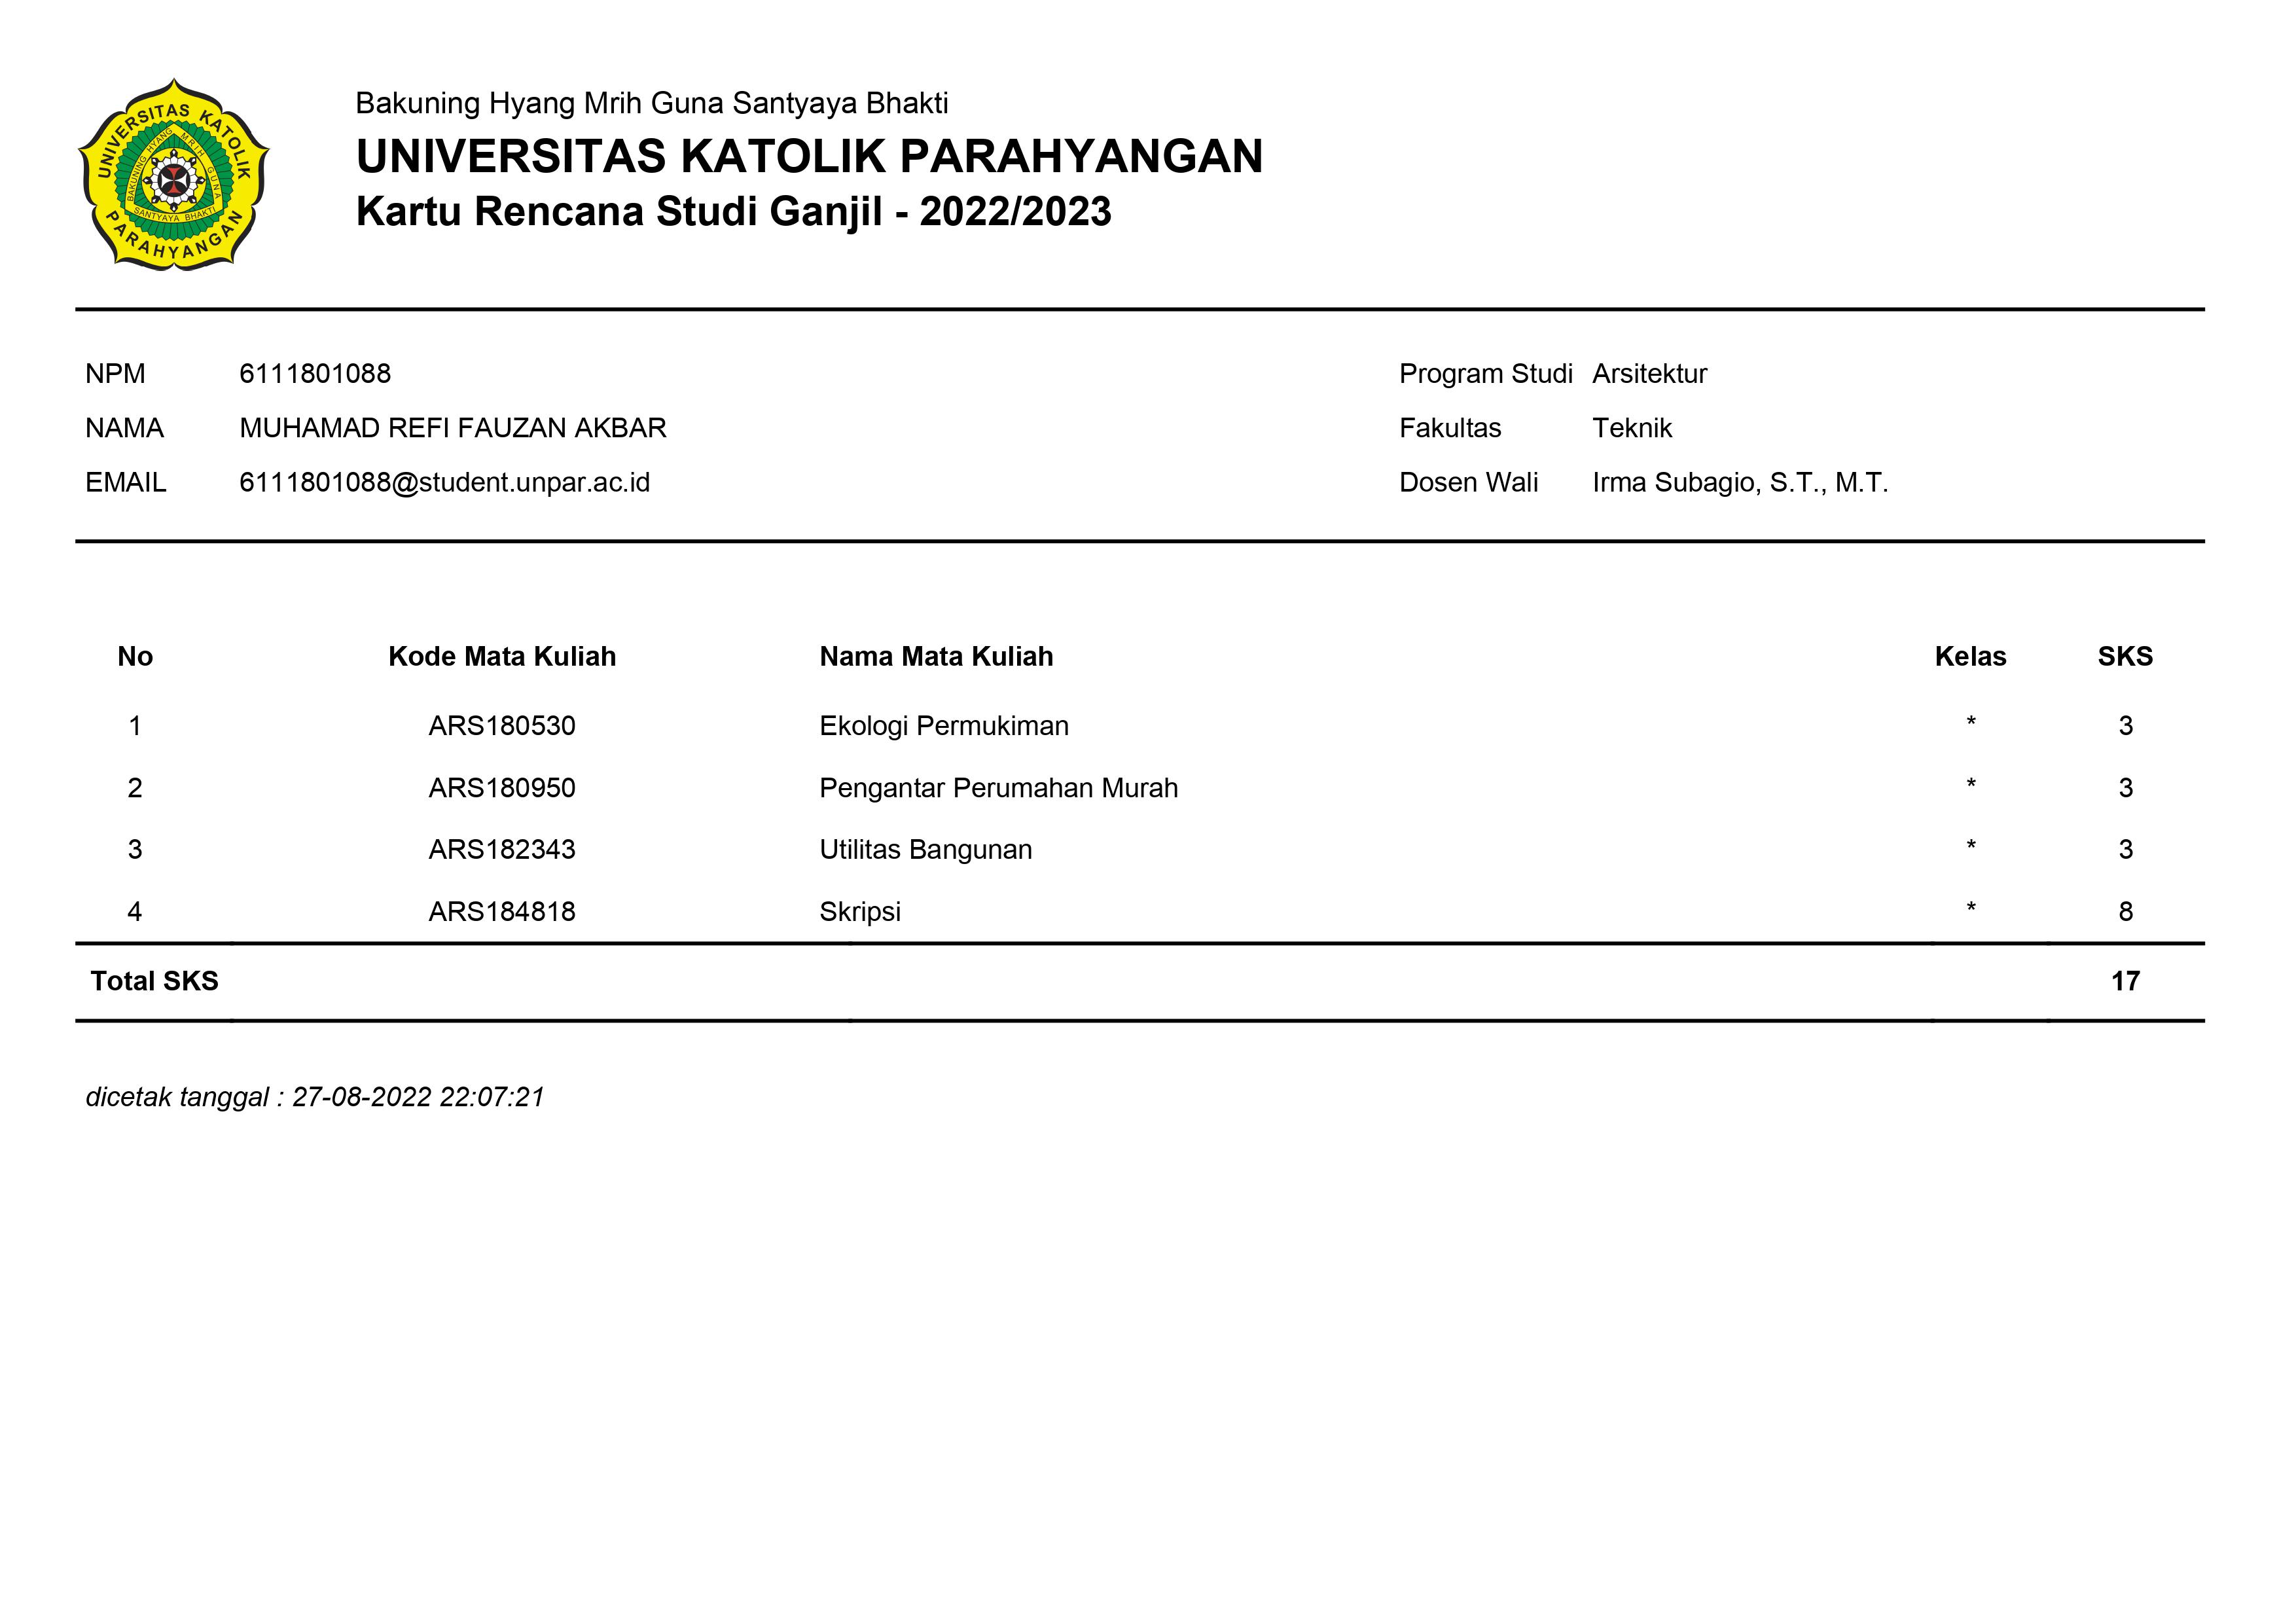 UNIVERSITAS KATOLIK
PARAHYANGAN
BAKUNING HYANG MRIH GUNA
SANTYAYA BHAKTI
Bakuning Hyang Mrih Guna Santyaya Bhakti
UNIVERSITAS KATOLIK PARAHYANGAN
Kartu Rencana Studi Ganjil - 2022/2023
NPM 6111801088 Program Studi Arsitektur
NAMA MUHAMAD REFI FAUZAN AKBAR Fakultas Teknik
EMAIL 6111801088@student.unpar.ac.id Dosen Wali Irma Subagio, S.T., M.T.
No Kode Mata Kuliah Nama Mata Kuliah Kelas SKS
1 ARS180530 Ekologi Permukiman * 3
2 ARS180950 Pengantar Perumahan Murah * 3
3 ARS182343 Utilitas Bangunan * 3
4 ARS184818 Skripsi * 8
Total SKS 17
dicetak tanggal : 27-08-2022 22:07:21